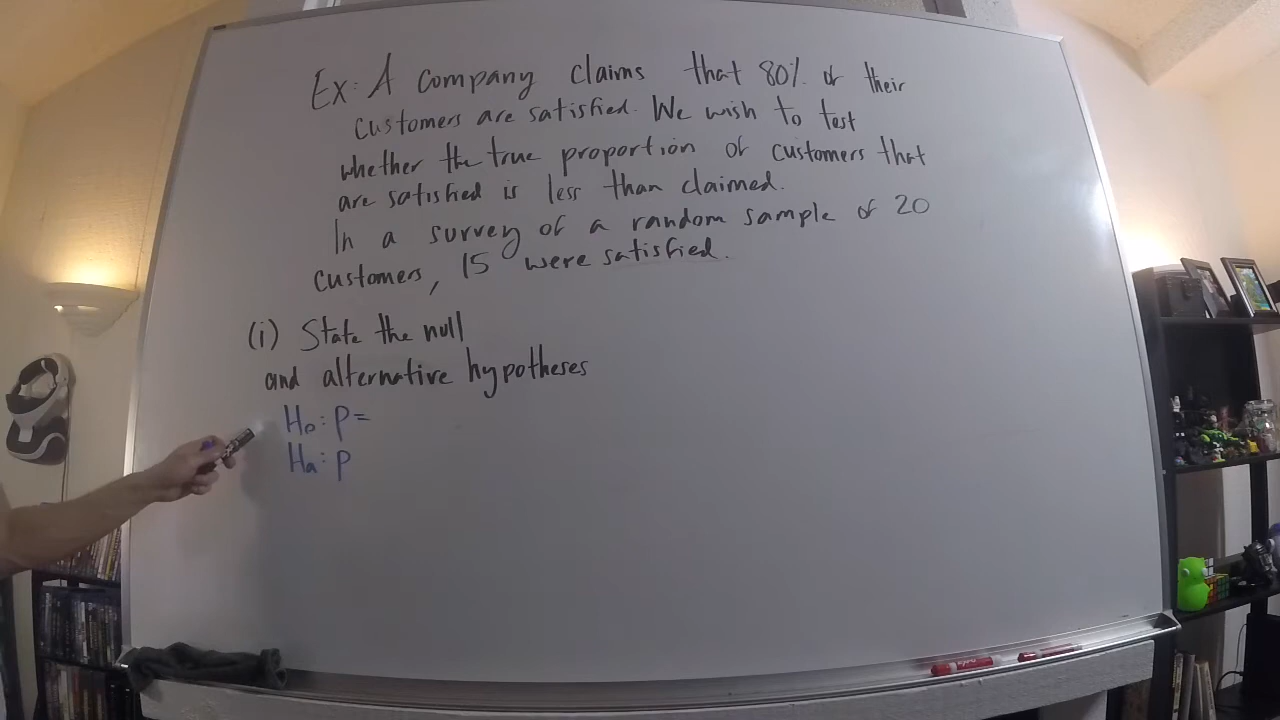 Ex: A company claims that 80% of their
customers are satisfied. We wish to test
whether the true proportion of customers that
are satisfied is less than claimed.
In a survey of a random sample of 20
customers, 15 were satisfied.
(i) State the null
and alternative hypotheses
H₀: p=
Hₐ: p